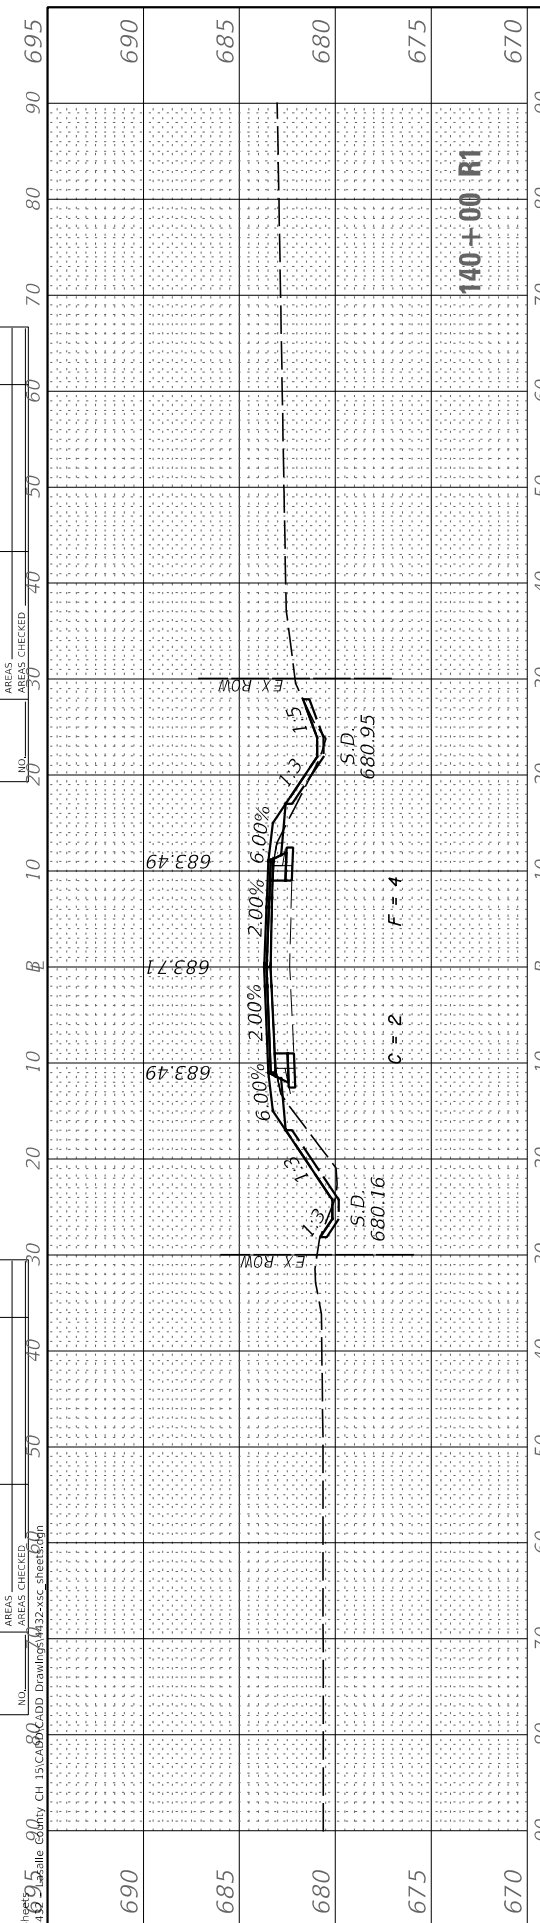 695 690 685 680 675 670
90 80 70 60 50 40 30 20 10 10 20 30 40 50 60 70 80 90
140+00 R1
AREAS
AREAS CHECKED
NO.
EX ROW
1:5
S.D.
680.95
1:3
6.00%
683.49
2.00%
F = 4
683.71
2.00%
C = 2
683.49
6.00%
1:3
S.D.
680.16
1:3
EX ROW
AREAS
AREAS CHECKED
NO.
Lasalle County CH 15\CADD\CADD Drawings\4432-xsc_sheets.dgn
695 690 685 680 675 670